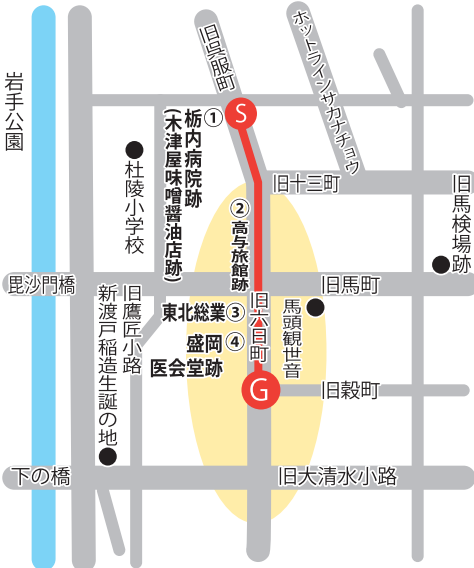 ホットラインサカナチョウ
旧呉服町
岩手公園
S
①
栃内病院跡
(木津屋味噌醤油店跡)
杜陵小学校
旧十三町
旧馬検場跡
②
高与旅館跡
毘沙門橋
旧馬町
新渡戸稲造生誕の地
旧鷹匠小路
東北総業③
旧六日町
馬頭観世音
盛岡④
医会堂跡
G
旧穀町
下の橋
旧大清水小路